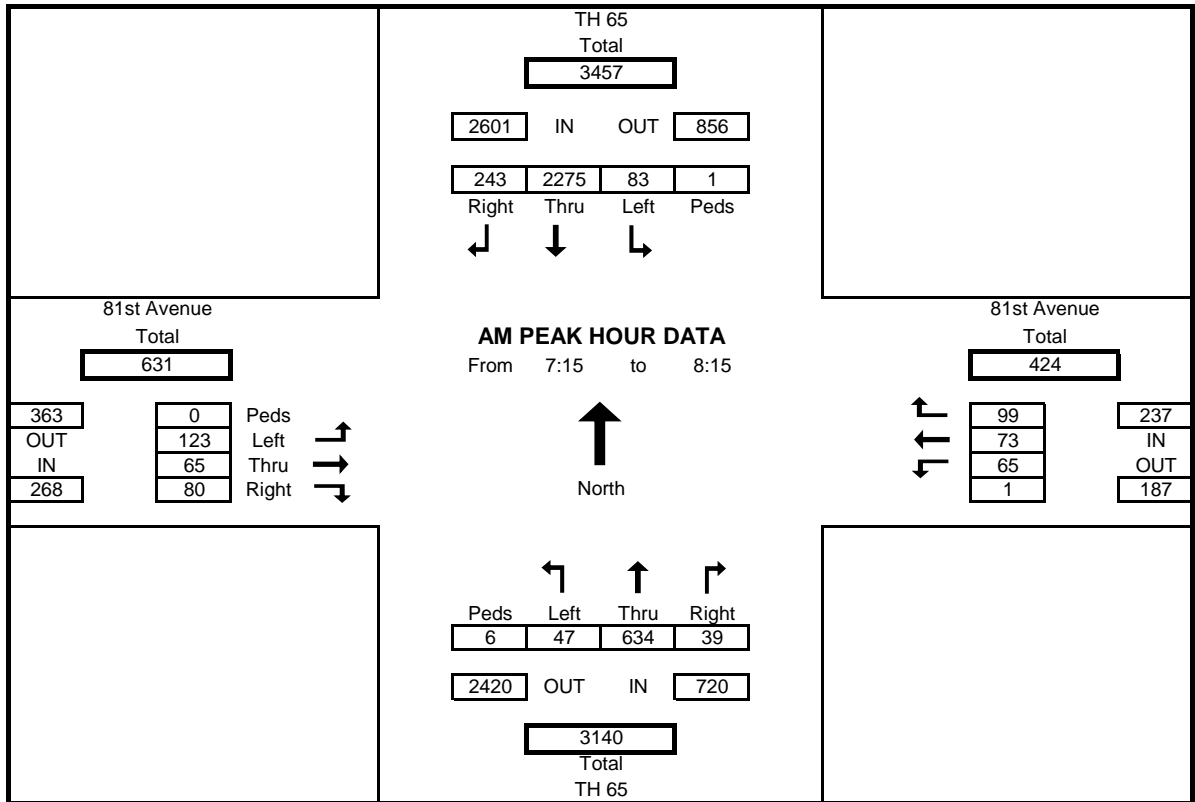 TH 65
Total
3457
2601 IN OUT 856
243 2275 83 1
Right Thru Left Peds
81st Avenue
Total
631
363
OUT
IN
268
0 Peds
123 Left
65 Thru
80 Right
AM PEAK HOUR DATA
From 7:15 to 8:15
North
81st Avenue
Total
424
99
73
65
1
237
IN
OUT
187
Peds Left Thru Right
6 47 634 39
2420 OUT IN 720
3140
Total
TH 65